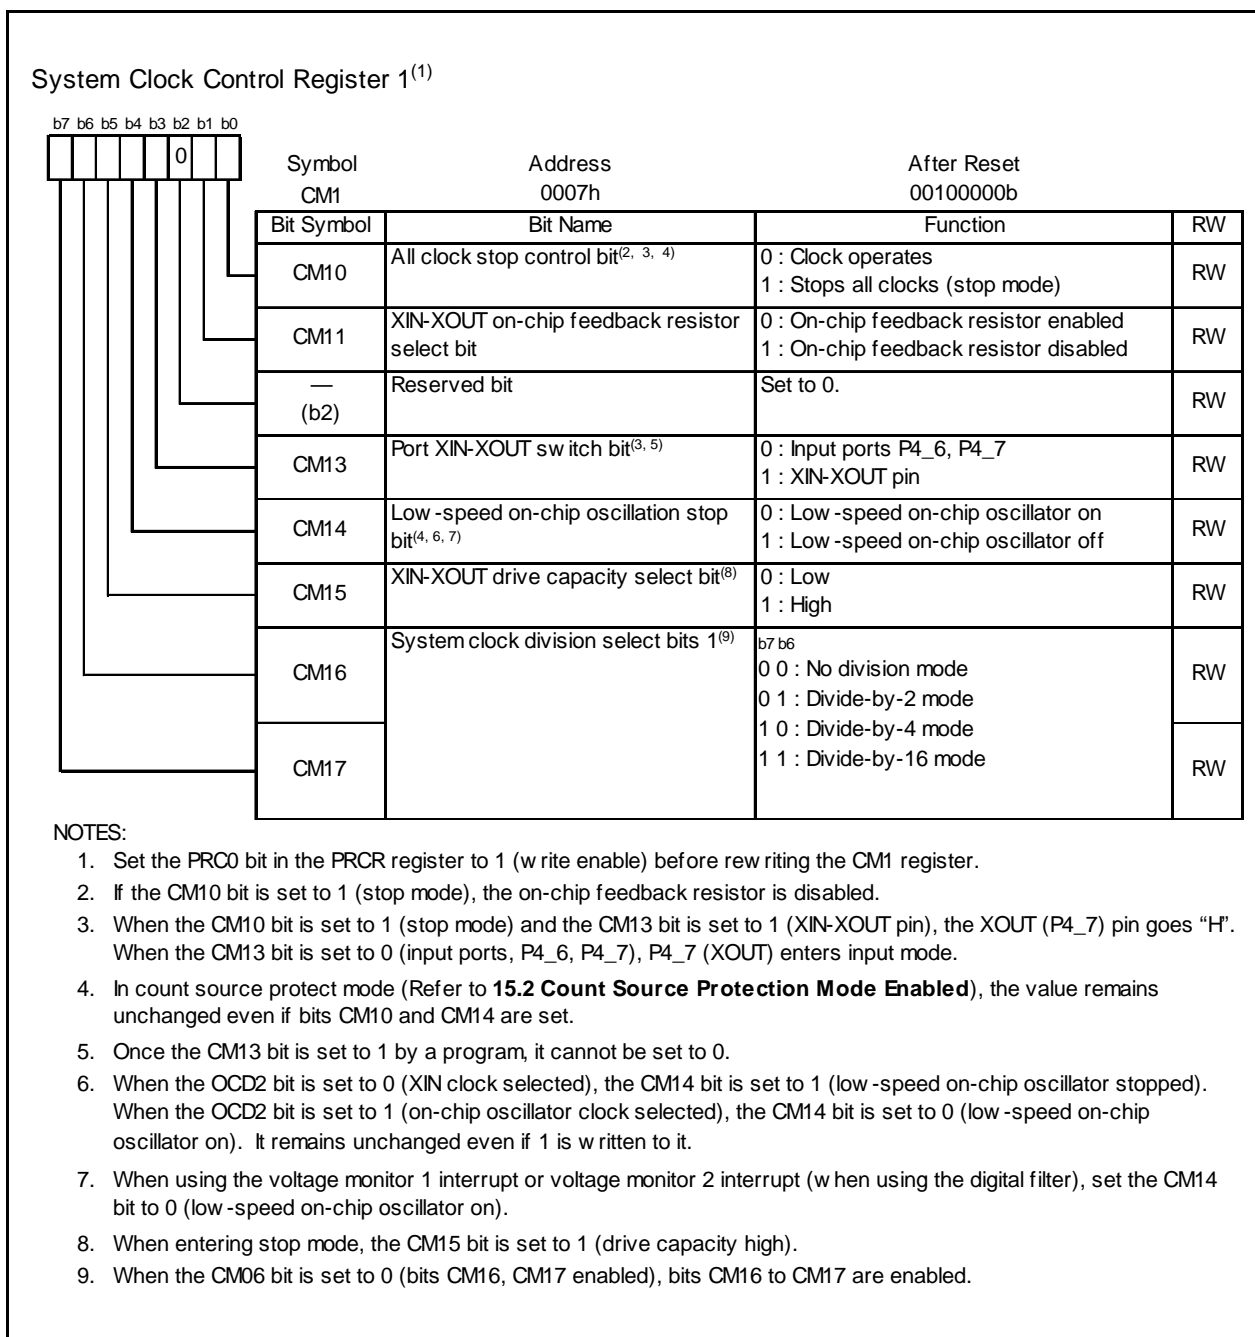 System Clock Control Register 1(1)
b7 b6 b5 b4 b3 b2 b1 b0
0
Symbol Address After Reset
CM1 0007h 00100000b
Bit Symbol Bit Name Function RW
CM10 All clock stop control bit(2, 3, 4) 0 : Clock operates RW
1 : Stops all clocks (stop mode)
CM11 XIN-XOUT on-chip feedback resistor 0 : On-chip feedback resistor enabled RW
select bit 1 : On-chip feedback resistor disabled
— Reserved bit Set to 0. RW
(b2)
CM13 Port XIN-XOUT switch bit(3, 5) 0 : Input ports P4_6, P4_7 RW
1 : XIN-XOUT pin
CM14 Low-speed on-chip oscillation stop 0 : Low-speed on-chip oscillator on RW
bit(4, 6, 7) 1 : Low-speed on-chip oscillator off
CM15 XIN-XOUT drive capacity select bit(8) 0 : Low RW
1 : High
CM16 System clock division select bits 1(9) b7 b6 RW
0 0 : No division mode
0 1 : Divide-by-2 mode
1 0 : Divide-by-4 mode
CM17 1 1 : Divide-by-16 mode RW
NOTES:
1. Set the PRC0 bit in the PRCR register to 1 (write enable) before rewriting the CM1 register.
2. If the CM10 bit is set to 1 (stop mode), the on-chip feedback resistor is disabled.
3. When the CM10 bit is set to 1 (stop mode) and the CM13 bit is set to 1 (XIN-XOUT pin), the XOUT (P4_7) pin goes “H”.
When the CM13 bit is set to 0 (input ports, P4_6, P4_7), P4_7 (XOUT) enters input mode.
4. In count source protect mode (Refer to 15.2 Count Source Protection Mode Enabled), the value remains
unchanged even if bits CM10 and CM14 are set.
5. Once the CM13 bit is set to 1 by a program, it cannot be set to 0.
6. When the OCD2 bit is set to 0 (XIN clock selected), the CM14 bit is set to 1 (low-speed on-chip oscillator stopped).
When the OCD2 bit is set to 1 (on-chip oscillator clock selected), the CM14 bit is set to 0 (low-speed on-chip
oscillator on). It remains unchanged even if 1 is written to it.
7. When using the voltage monitor 1 interrupt or voltage monitor 2 interrupt (when using the digital filter), set the CM14
bit to 0 (low-speed on-chip oscillator on).
8. When entering stop mode, the CM15 bit is set to 1 (drive capacity high).
9. When the CM06 bit is set to 0 (bits CM16, CM17 enabled), bits CM16 to CM17 are enabled.